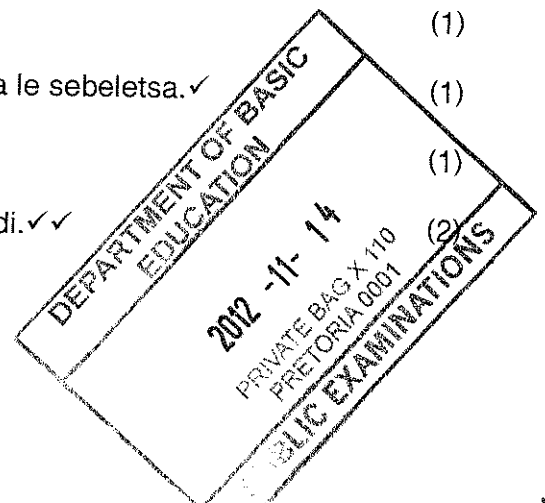 (1)
a le sebeletsa.✓ (1)
(1)
di.✓✓ (2)
DEPARTMENT OF BASIC
EDUCATION
2012 -11- 14
PRIVATE BAG X 110
PRETORIA 0001
PUBLIC EXAMINATIONS